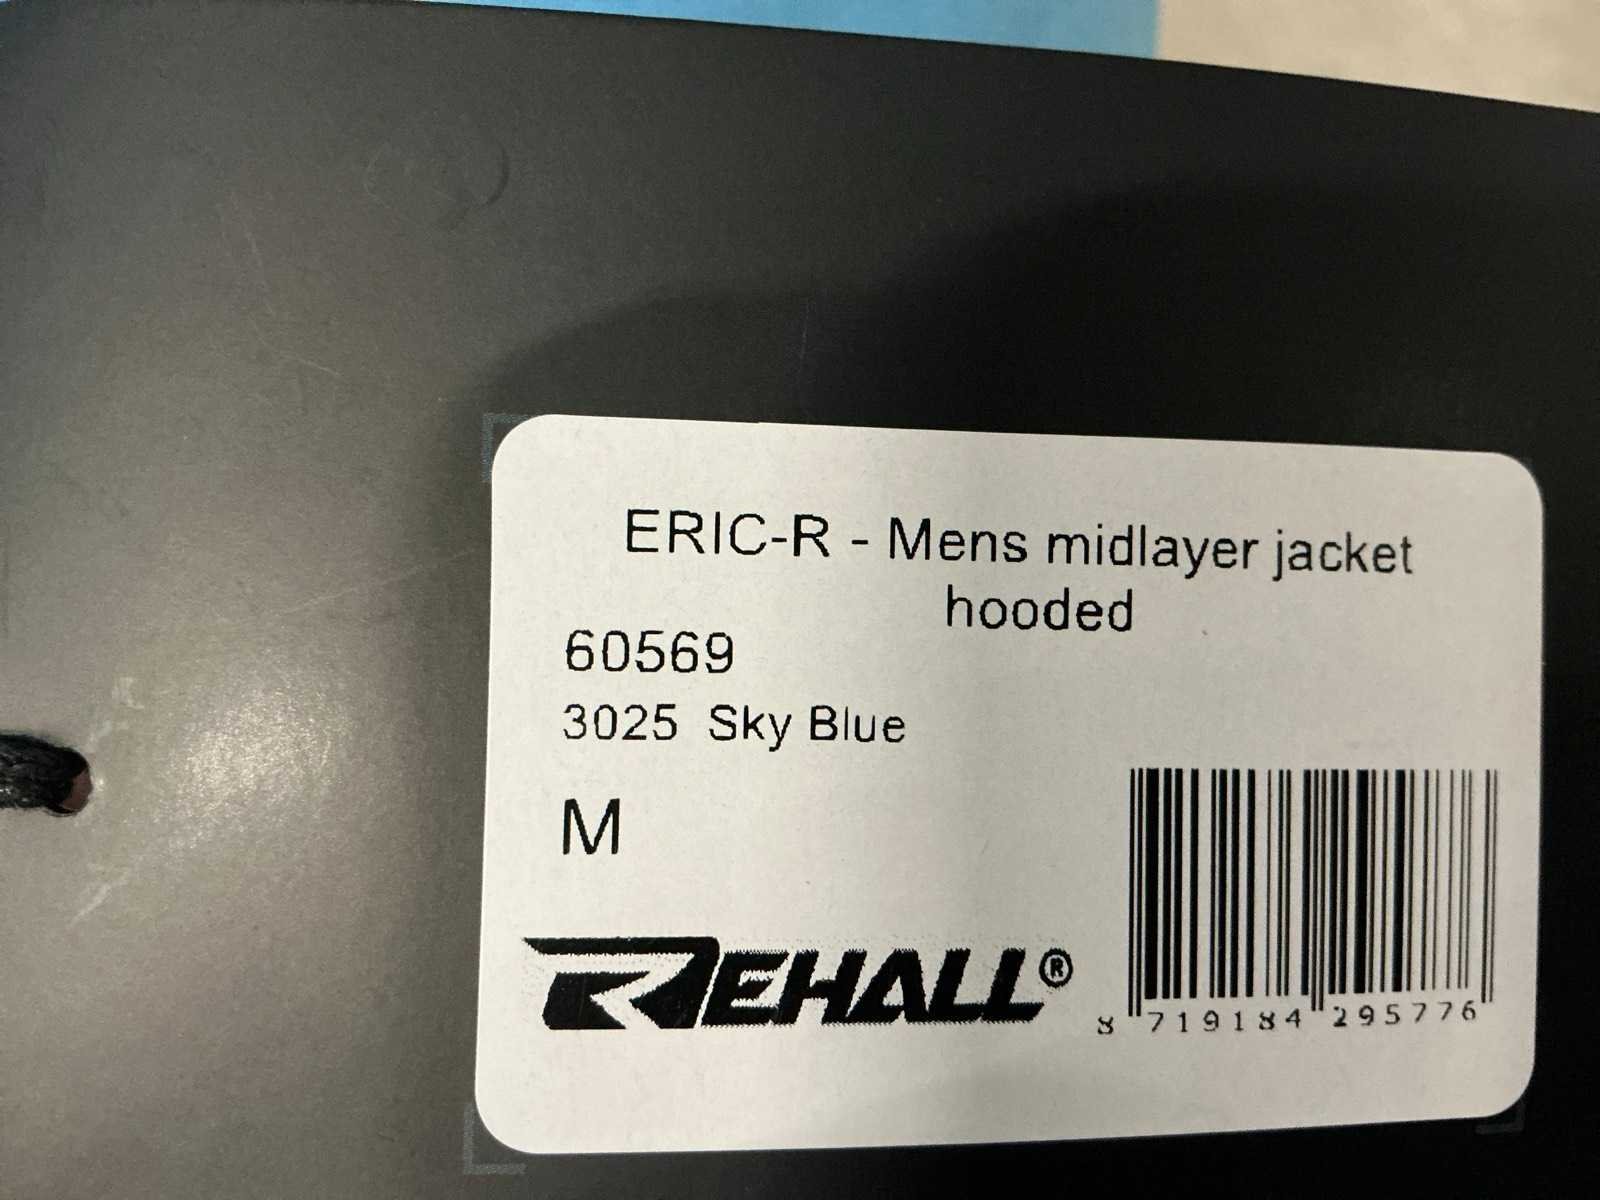 ERIC-R - Mens midlayer jacket
hooded
60569
3025 Sky Blue
M
REHALL®
8 719184 295776